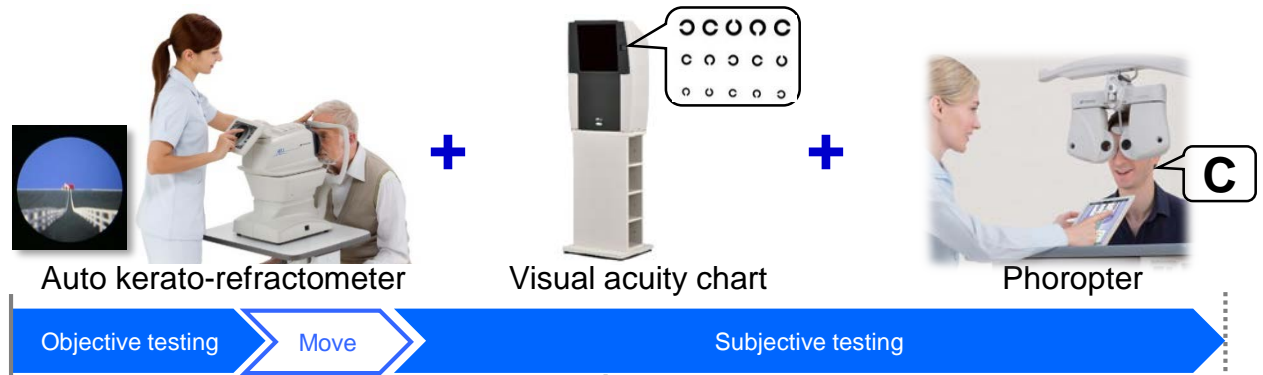 C
Auto kerato-refractometer
Visual acuity chart
Phoropter
Objective testing
Move
Subjective testing